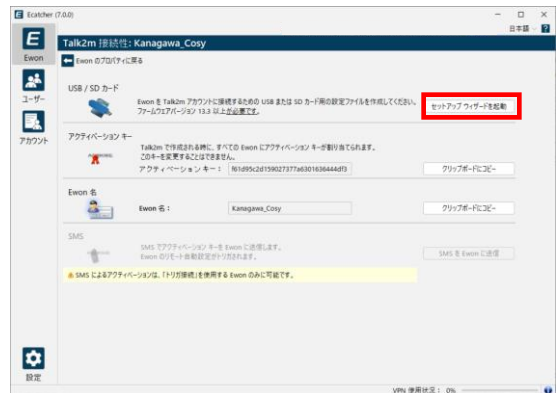 Ecatcher (7.0.0)
日本語
Talk2m 接続性: Kanagawa_Cosy
Ewon
Ewon のプロパティに戻る
USB / SD カード
Ewon を Talk2m アカウントに接続するための USB または SD カード用の設定ファイルを作成してください。
ファームウェアバージョン 13.3 以上が必要です。
セットアップ ウィザードを起動
ユーザー
アカウント
アクティベーション キー
Talk2m で作成される時に、すべての Ewon にアクティベーション キーが割り当てられます。
このキーを変更することはできません。
アクティベーションキー: f61d95c2d159027377a6301636444df3
クリップボードにコピー
Ewon 名
Ewon 名: Kanagawa_Cosy
クリップボードにコピー
SMS
SMS でアクティベーション キーを Ewon に送信します。
Ewon のリモート自動設定がトリガされます。
SMS を Ewon に送信
SMS によるアクティベーションは、「トリガ接続」を使用する Ewon のみに可能です。
設定
VPN 使用状況: 0%